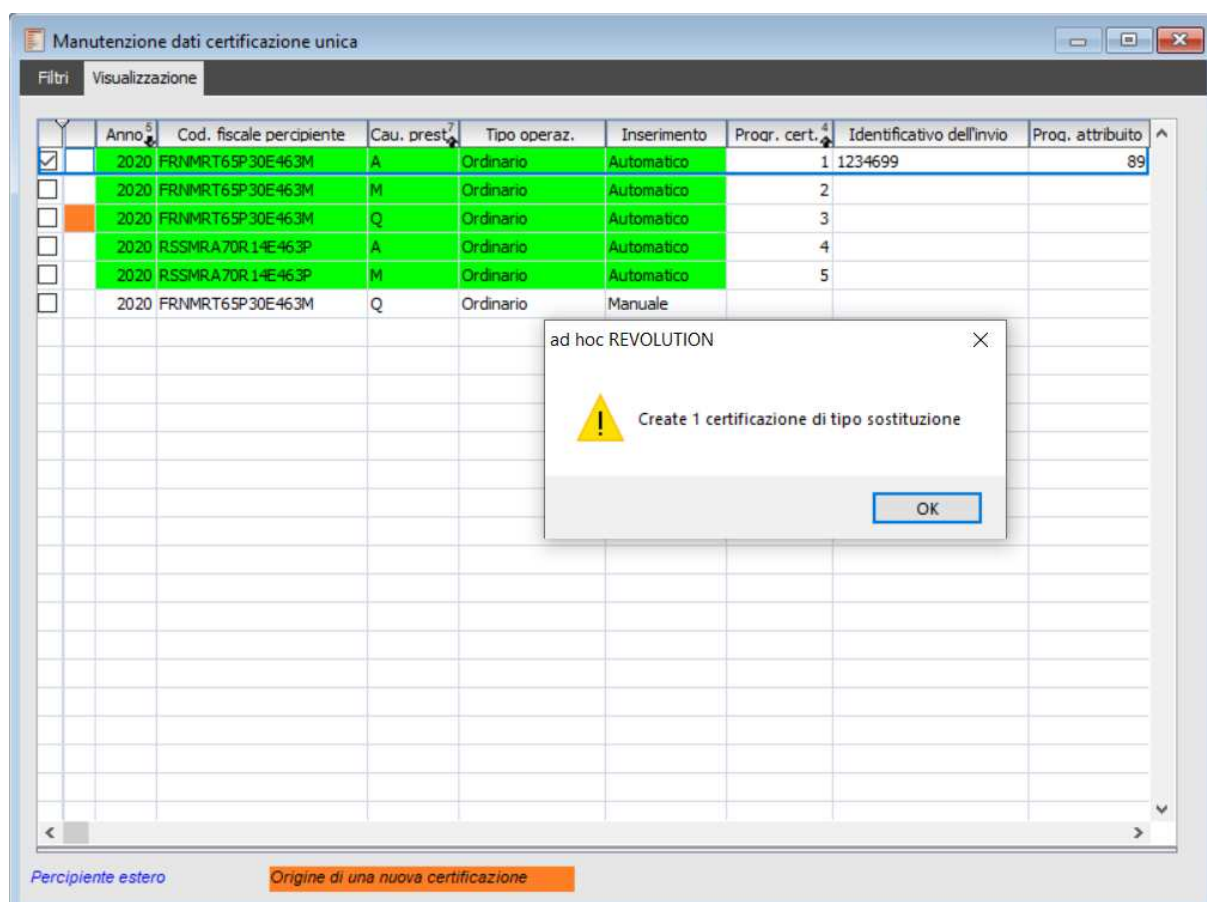 Manutenzione dati certificazione unica
Filtri Visualizzazione
Anno 5 Cod. fiscale percipiente Cau. prest 7 Tipo operaz. Inserimento Progr. cert. 4 Identificativo dell'invio Prog. attribuito
2020 FRNMRT65P30E463M A Ordinario Automatico 1 1234699 89
2020 FRNMRT65P30E463M M Ordinario Automatico 2
2020 FRNMRT65P30E463M Q Ordinario Automatico 3
2020 RSSMRA70R14E463P A Ordinario Automatico 4
2020 RSSMRA70R14E463P M Ordinario Automatico 5
2020 FRNMRT65P30E463M Q Ordinario Manuale
ad hoc REVOLUTION
Create 1 certificazione di tipo sostituzione
OK
Percipiente estero Origine di una nuova certificazione